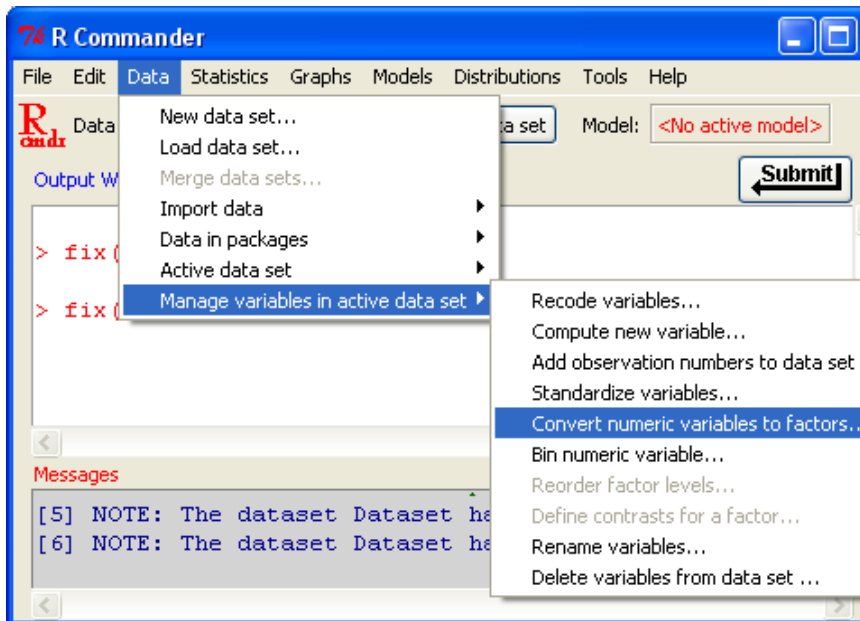 R Commander
File Edit Data Statistics Graphs Models Distributions Tools Help
R cmdr Data New data set... a set Model: <No active model>
Load data set...
Output W Merge data sets... Submit
Import data
> fix( Data in packages
Active data set
> fix( Manage variables in active data set
Recode variables...
Compute new variable...
Add observation numbers to data set
Standardize variables...
Convert numeric variables to factors..
Bin numeric variable...
Messages
Reorder factor levels...
[5] NOTE: The dataset Dataset ha
Define contrasts for a factor...
[6] NOTE: The dataset Dataset ha
Rename variables...
Delete variables from data set ...